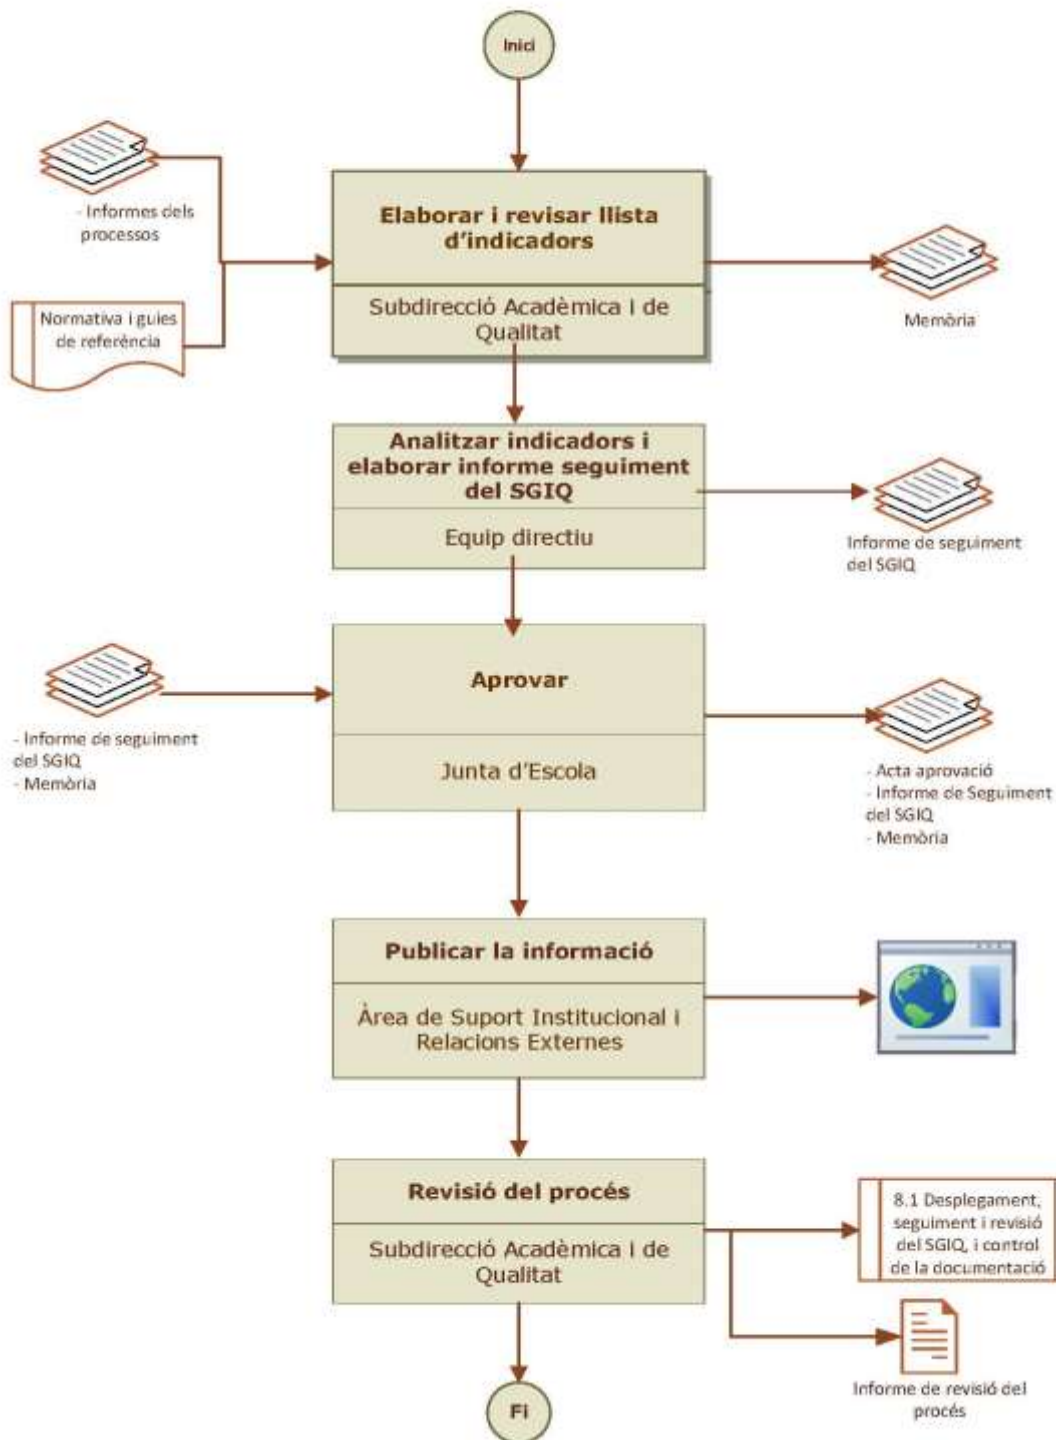 Inici
- Informes dels
processos
Normativa i guies
de referència
Elaborar i revisar llista
d'indicadors
Subdirecció Acadèmica i de
Qualitat
Memòria
Analitzar indicadors i
elaborar informe seguiment
del SGIQ
Equip directiu
Informe de seguiment
del SGIQ
- Informe de seguiment
del SGIQ
- Memòria
Aprovar
Junta d'Escola
- Acta aprovació
- Informe de Seguiment
del SGIQ
- Memòria
Publicar la informació
Àrea de Suport Institucional i
Relacions Externes
Revisió del procés
Subdirecció Acadèmica i de
Qualitat
8.1 Desplegament,
seguiment i revisió
del SGIQ, i control
de la documentació
Informe de revisió del
procés
Fi